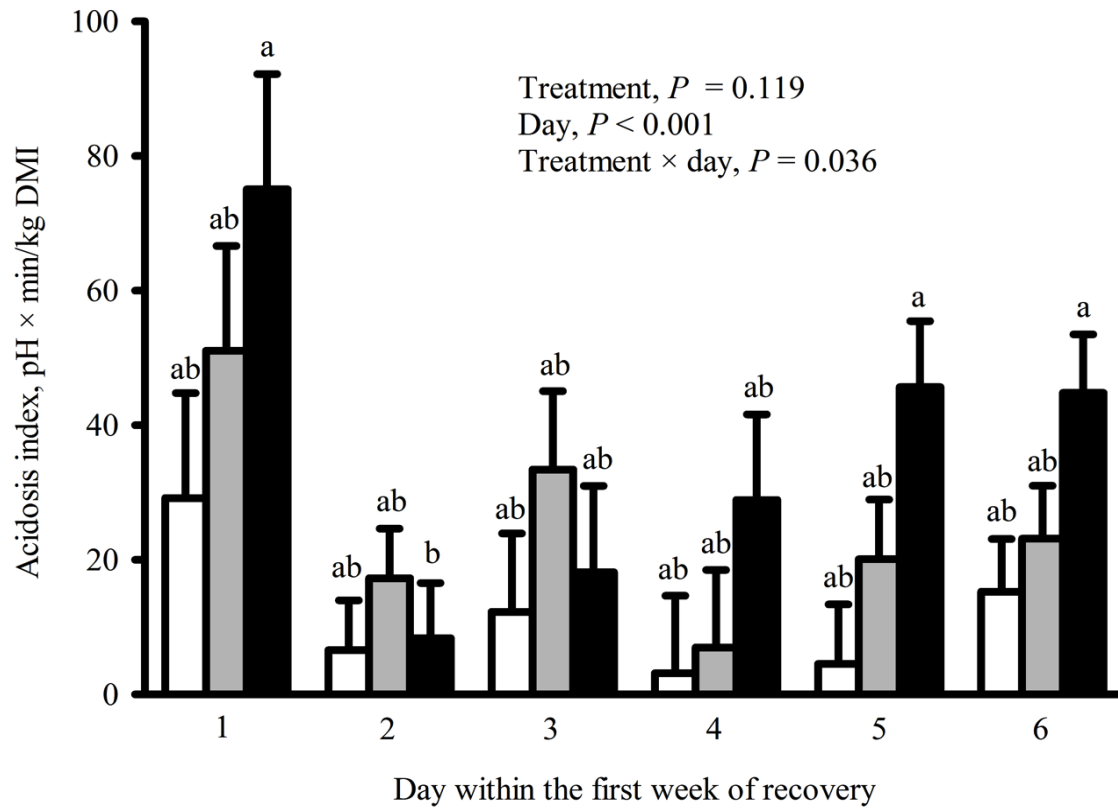 100
80
60
40
20
0
Acidosis index, pH × min/kg DMI
Treatment, P = 0.119
Day, P < 0.001
Treatment × day, P = 0.036
ab
ab
a
ab
ab
b
ab
ab
ab
ab
ab
ab
ab
ab
a
ab
ab
a
1 2 3 4 5 6
Day within the first week of recovery